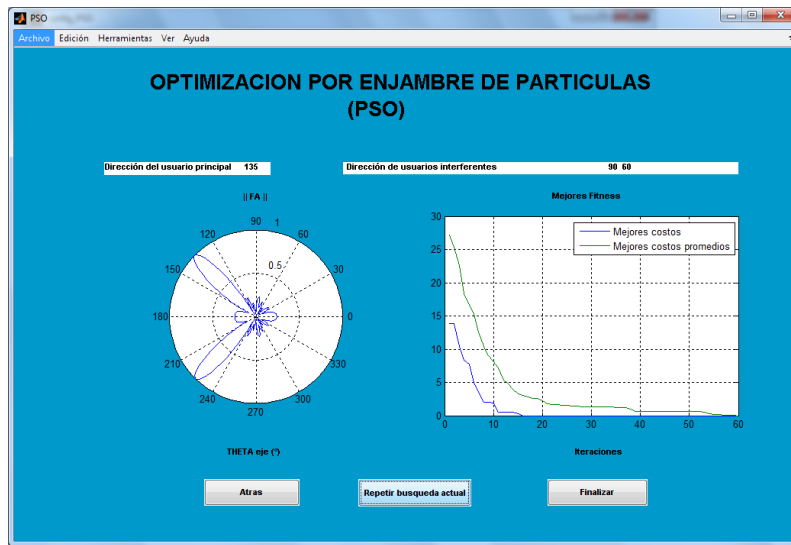 PSO
Archivo Edición Herramientas Ver Ayuda
OPTIMIZACION POR ENJAMBRE DE PARTICULAS
(PSO)
Dirección del usuario principal 135
Dirección de usuarios interferentes 90 60
|| FA ||
90 1
120 60
0.5
150 30
180 0
210 330
240 300
270
THETA eje (º)
Mejores Fitness
Mejores costos
Mejores costos promedios
30
25
20
15
10
5
0
0 10 20 30 40 50 60
Iteraciones
Atras
Repetir busqueda actual
Finalizar